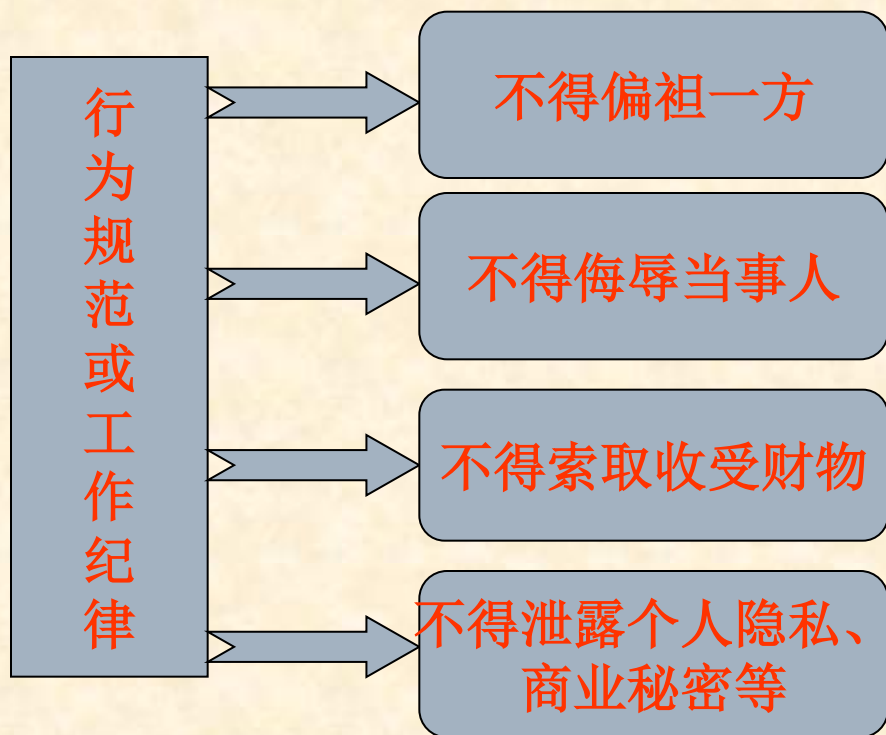 行为规范或工作纪律
不得偏袒一方
不得侮辱当事人
不得索取收受财物
不得泄露个人隐私、
商业秘密等